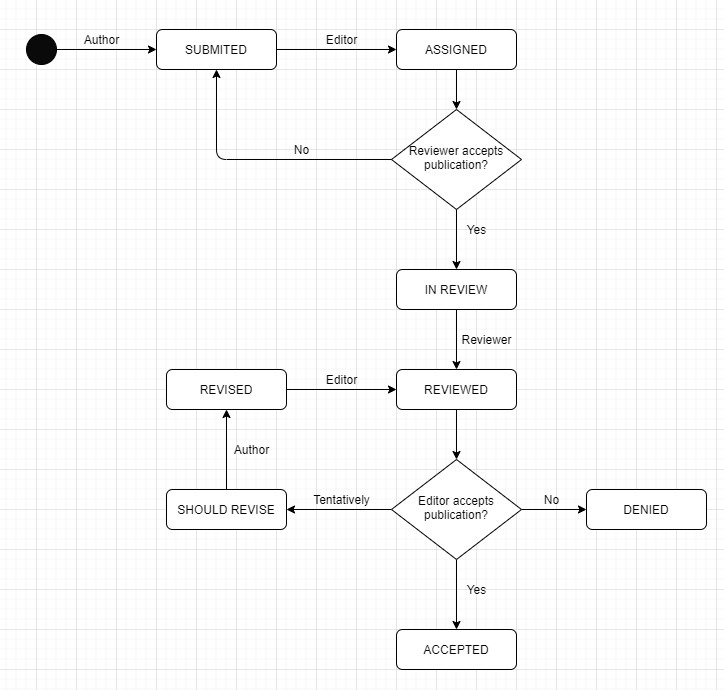 Author
SUBMITED
Editor
ASSIGNED
Reviewer accepts
publication?
No
Yes
IN REVIEW
Reviewer
REVISED
Editor
REVIEWED
Author
SHOULD REVISE
Tentatively
Editor accepts
publication?
No
DENIED
Yes
ACCEPTED